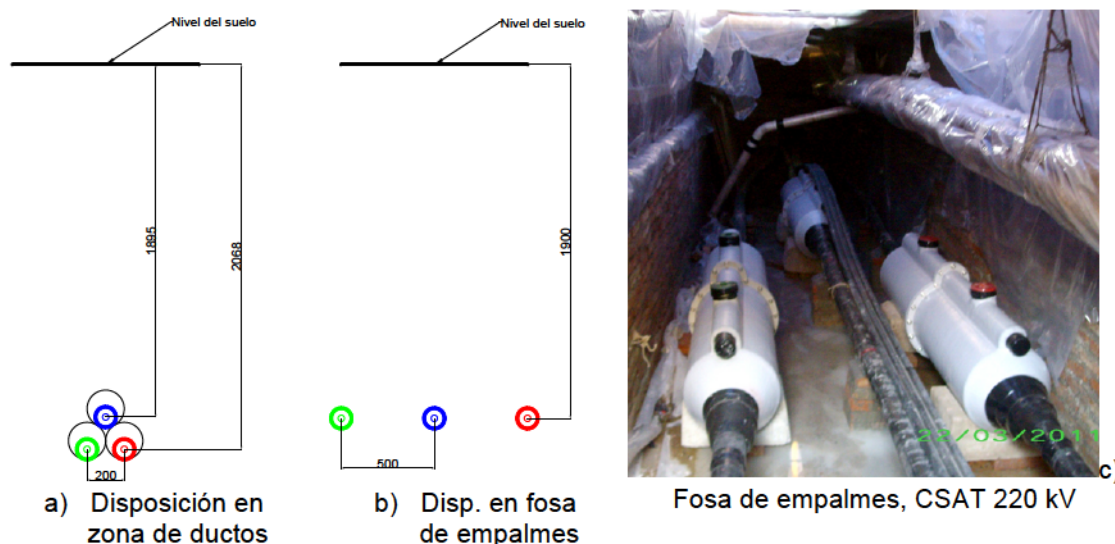 Nivel del suelo
1895
2068
200
a) Disposición en
zona de ductos
Nivel del suelo
1900
500
b) Disp. en fosa
de empalmes
22/03/2011
c)
Fosa de empalmes, CSAT 220 kV